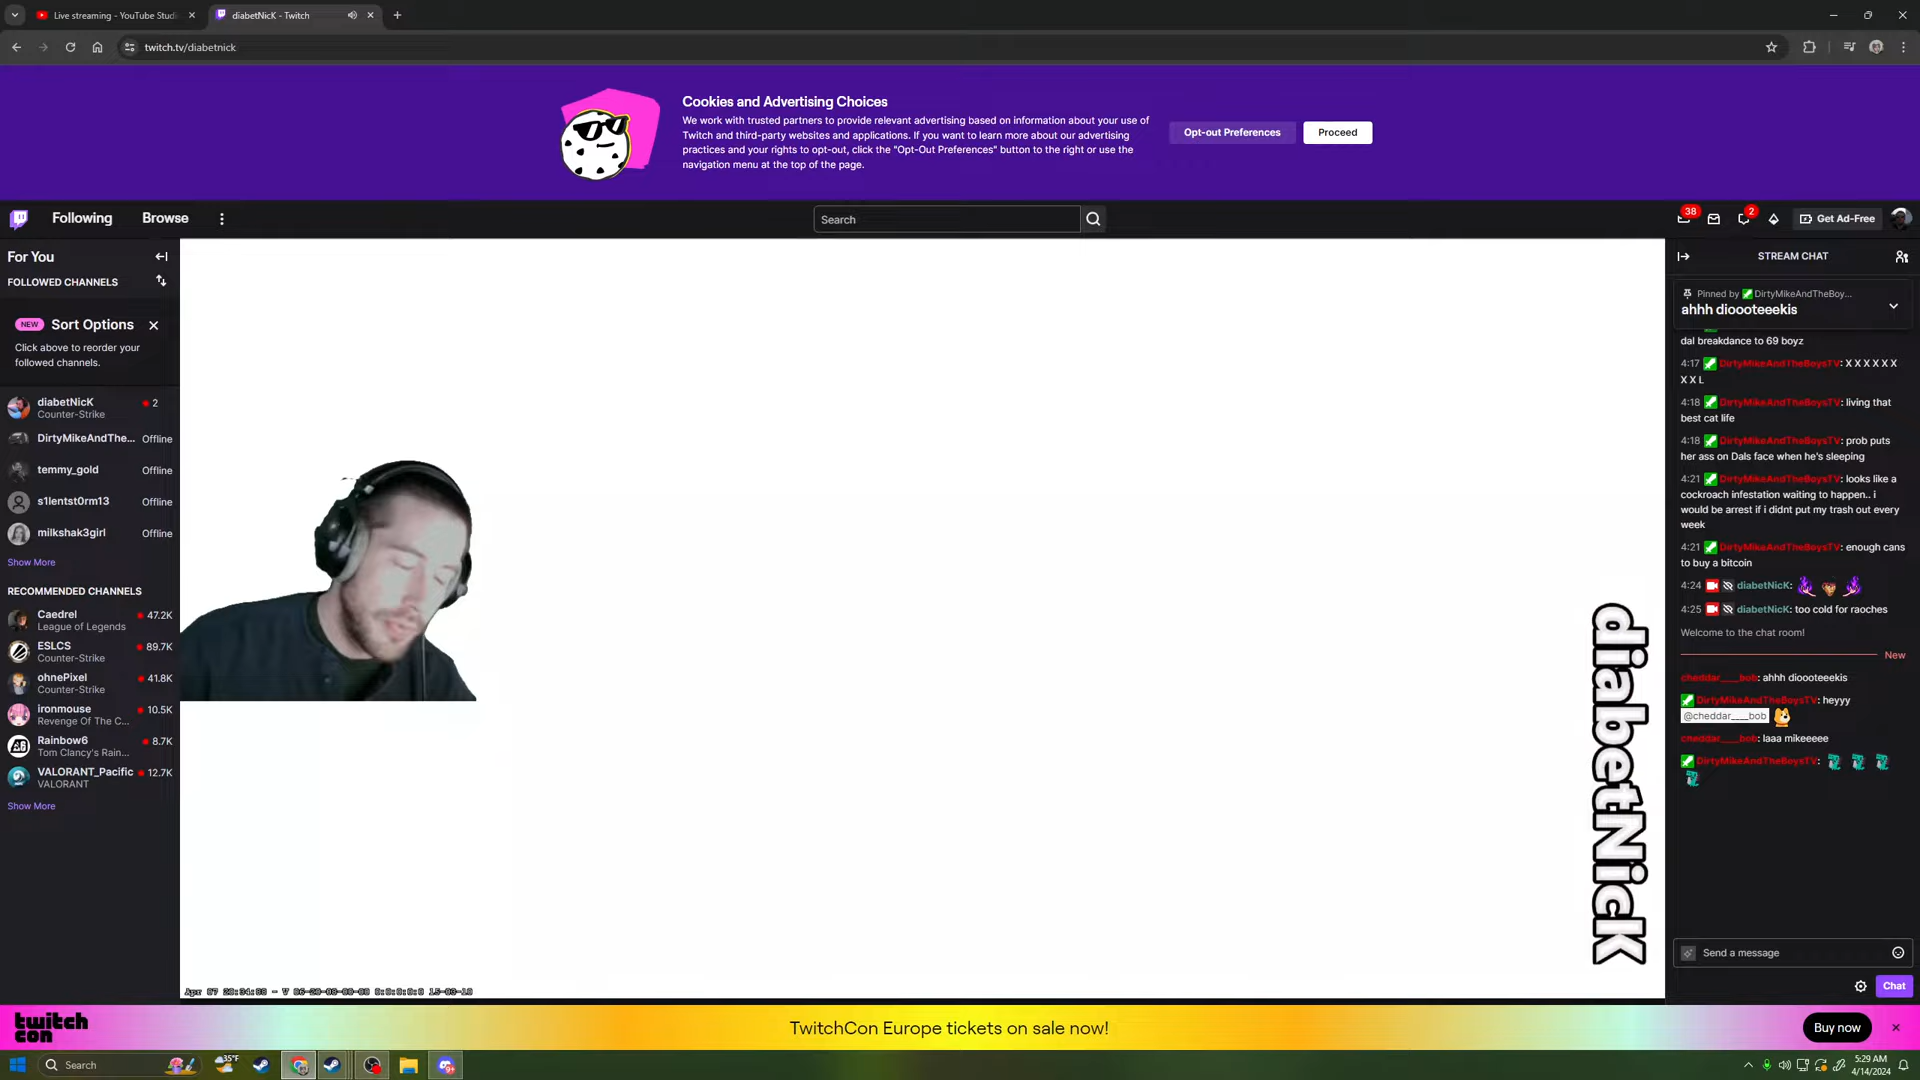 Live streaming - YouTube Studi
diabetNicK - Twitch
twitch.tv/diabetnick
Cookies and Advertising Choices
We work with trusted partners to provide relevant advertising based on information about your use of
Twitch and third-party websites and applications. If you want to learn more about our advertising
practices and your rights to opt-out, click the "Opt-Out Preferences" button to the right or use the
navigation menu at the top of the page.
Opt-out Preferences
Proceed
Following
Browse
Search
38
2
Get Ad-Free
For You
FOLLOWED CHANNELS
NEW
Sort Options
Click above to reorder your
followed channels.
diabetNicK
2
Counter-Strike
DirtyMikeAndThe...
Offline
temmy_gold
Offline
s1lentst0rm13
Offline
milkshak3girl
Offline
Show More
RECOMMENDED CHANNELS
Caedrel
47.2K
League of Legends
ESLCS
89.7K
Counter-Strike
ohnePixel
41.8K
Counter-Strike
ironmouse
10.5K
Revenge Of The C...
Rainbow6
8.7K
Tom Clancy's Rain...
VALORANT_Pacific
12.7K
VALORANT
Show More
diabetNicK
STREAM CHAT
Pinned by DirtyMikeAndTheBoy...
ahhh dioooteeekis
dal breakdance to 69 boyz
4:17 DirtyMikeAndTheBoysTV: X X X X X X
X X L
4:18 DirtyMikeAndTheBoysTV: living that
best cat life
4:18 DirtyMikeAndTheBoysTV: prob puts
her ass on Dals face when he's sleeping
4:21 DirtyMikeAndTheBoysTV: looks like a
cockroach infestation waiting to happen.. i
would be arrest if i didnt put my trash out every
week
4:21 DirtyMikeAndTheBoysTV: enough cans
to buy a bitcoin
4:24 diabetNicK:
4:25 diabetNicK: too cold for raoches
Welcome to the chat room!
New
cheddar____bob: ahhh dioooteeekis
DirtyMikeAndTheBoysTV: heyyy
@cheddar____bob
cheddar____bob: laaa mikeeeee
DirtyMikeAndTheBoysTV:
Send a message
Chat
twitch
con
TwitchCon Europe tickets on sale now!
Buy now
Search
35°F
5:29 AM
4/14/2024